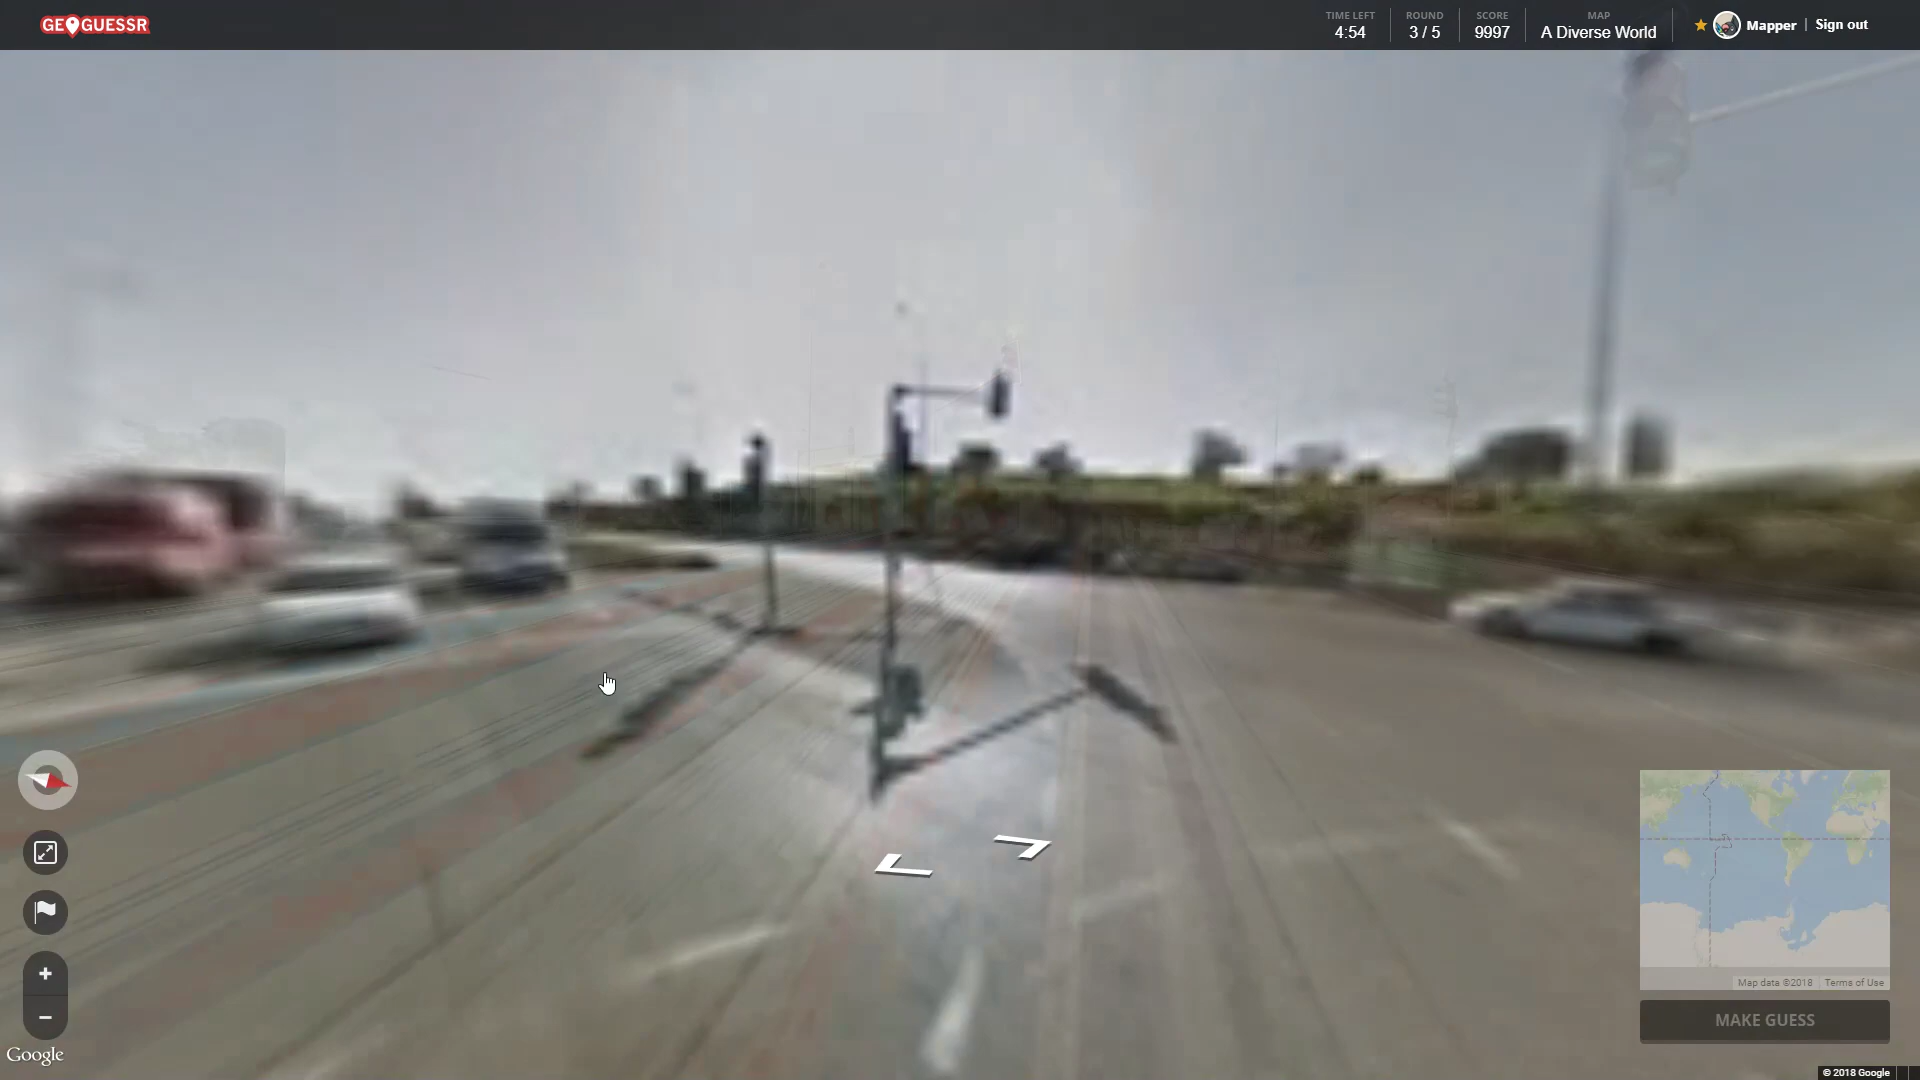 GEOGUESSR
TIME LEFT
4:54
ROUND
3 / 5
SCORE
9997
MAP
A Diverse World
Mapper
Sign out
Map data ©2018
Terms of Use
MAKE GUESS
Google
© 2018 Google